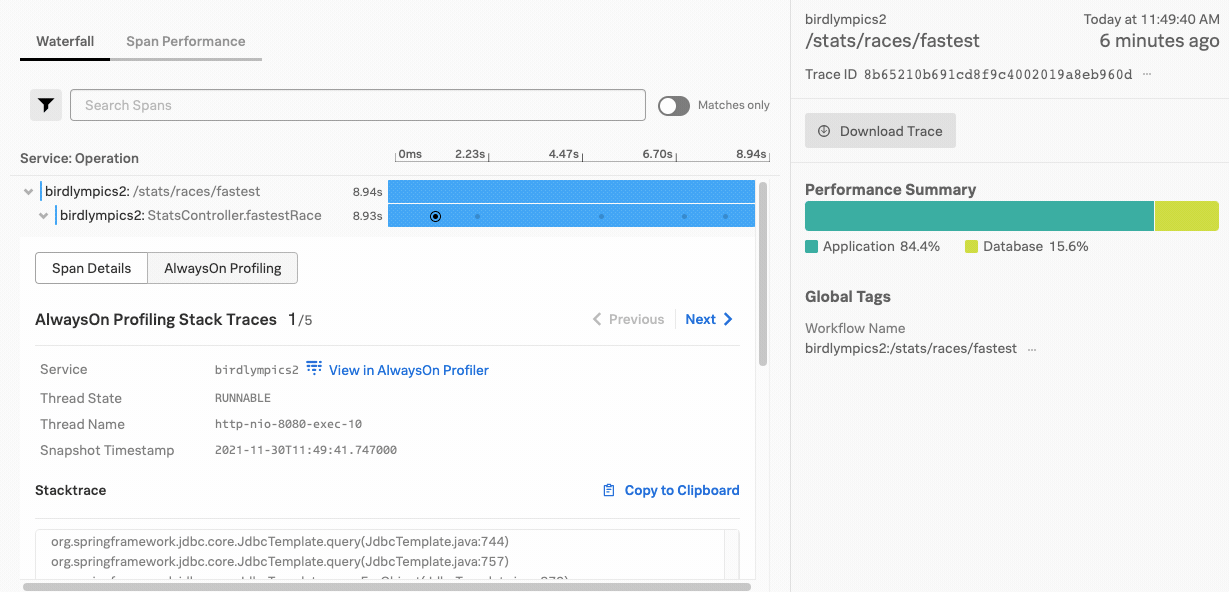 Waterfall
Span Performance
Search Spans
Matches only
Service: Operation
0ms 2.23s 4.47s 6.70s 8.94s
birdlympics2: /stats/races/fastest 8.94s
birdlympics2: StatsController.fastestRace 8.93s
Span Details
AlwaysOn Profiling
AlwaysOn Profiling Stack Traces 1/5
Previous
Next
Service birdlympics2 View in AlwaysOn Profiler
Thread State RUNNABLE
Thread Name http-nio-8080-exec-10
Snapshot Timestamp 2021-11-30T11:49:41.747000
Stacktrace
Copy to Clipboard
org.springframework.jdbc.core.JdbcTemplate.query(JdbcTemplate.java:744)
org.springframework.jdbc.core.JdbcTemplate.query(JdbcTemplate.java:757)
birdlympics2
Today at 11:49:40 AM
/stats/races/fastest
6 minutes ago
Trace ID 8b65210b691cd8f9c4002019a8eb960d ...
Download Trace
Performance Summary
Application 84.4%
Database 15.6%
Global Tags
Workflow Name
birdlympics2:/stats/races/fastest ...